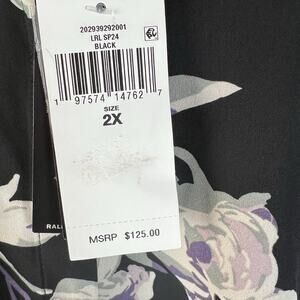 202939292001
LRL SP24
BLACK
1 97574 14762 7
SIZE
2X
MSRP $125.00